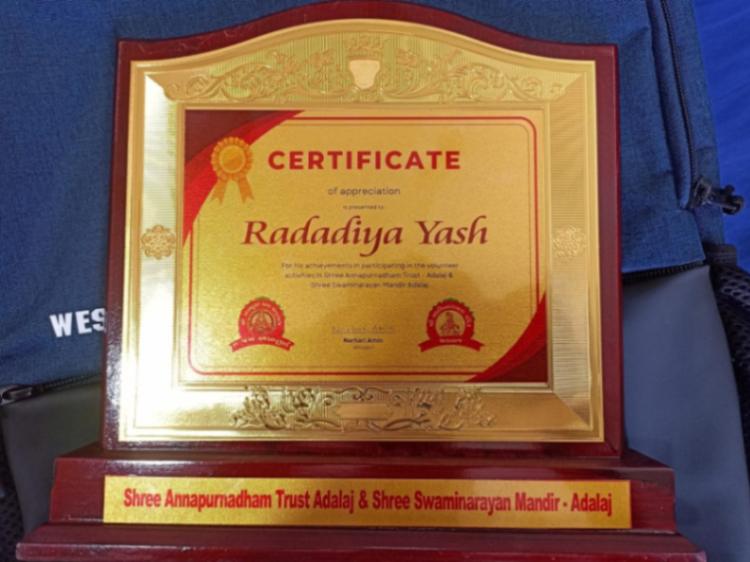 CERTIFICATE
of appreciation
is presented to
Radadiya Yash
For his achievements in participating in the volunteer
activities in Shree Annapurnadham Trust - Adalaj &
Shree Swaminarayan Mandir Adalaj
Narhari Amin
WES
Shree Annapurnadham Trust Adalaj & Shree Swaminarayan Mandir - Adalaj